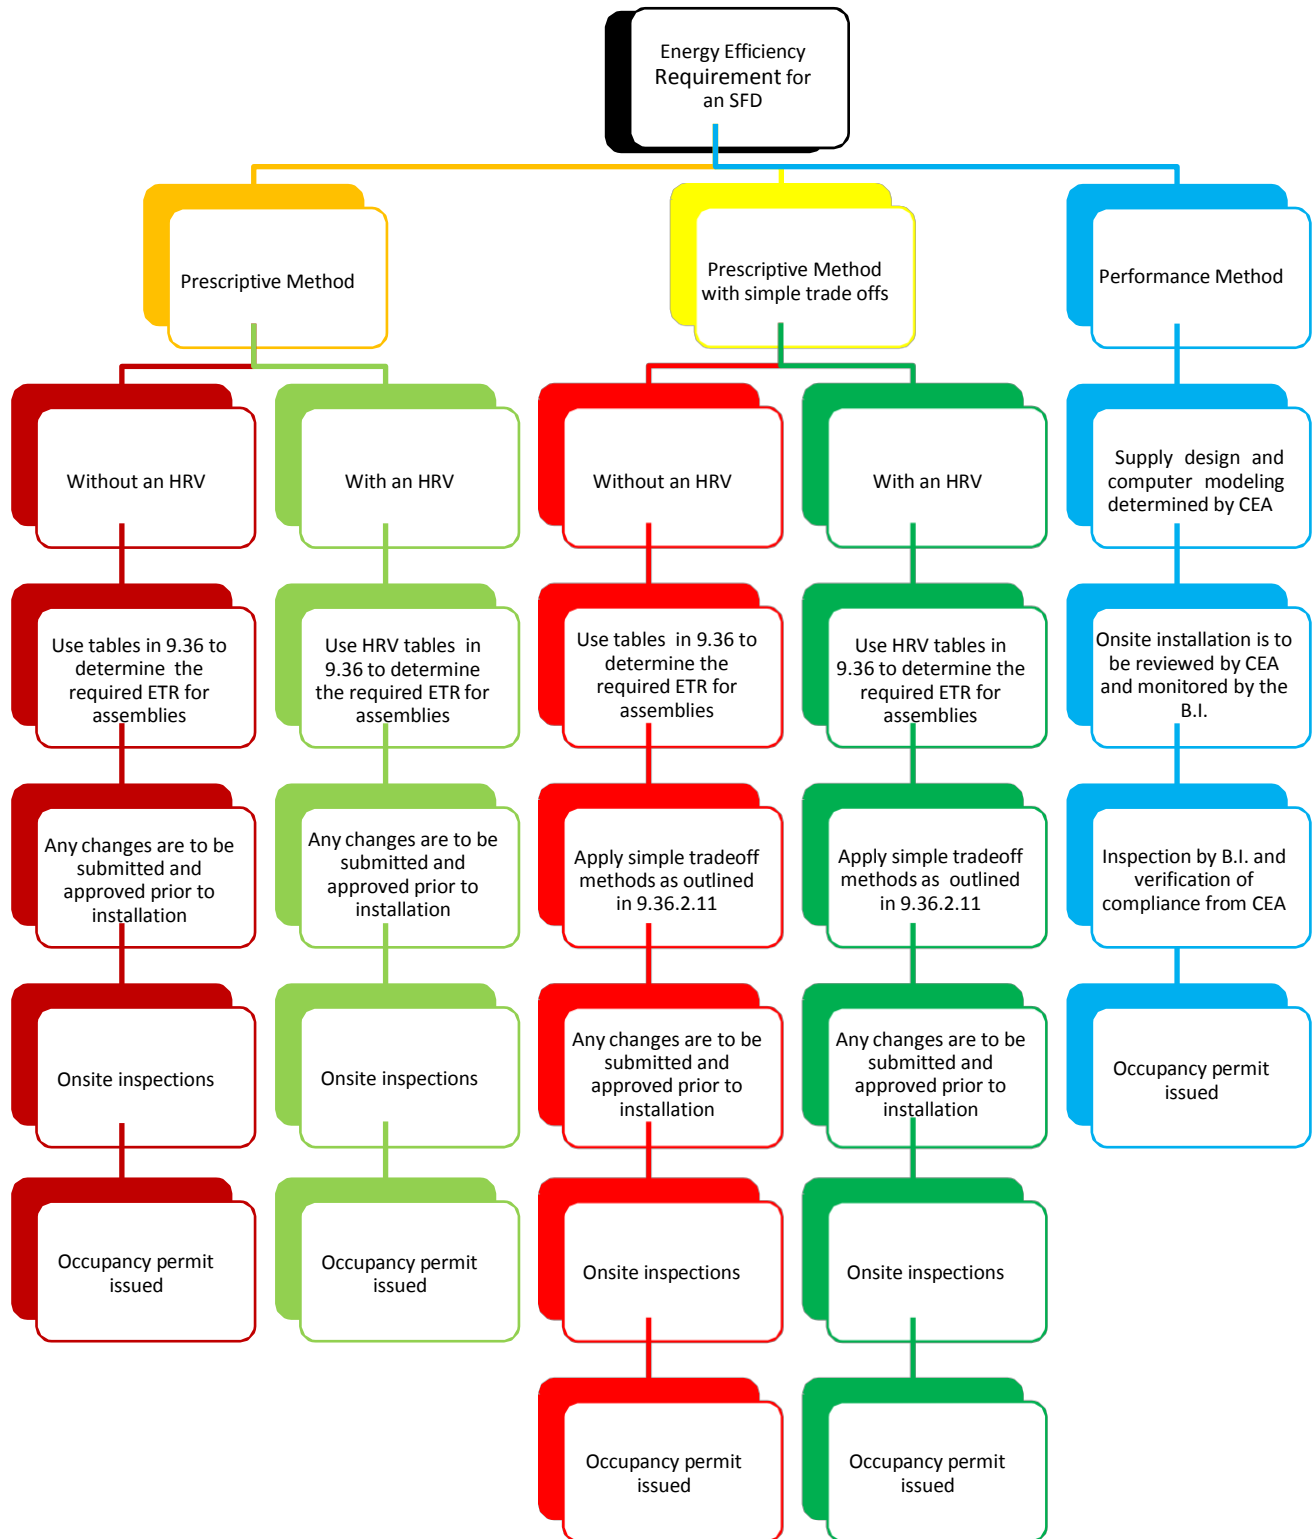 Energy Efficiency
Requirement for
an SFD
Prescriptive Method
Prescriptive Method
with simple trade offs
Performance Method
Without an HRV
With an HRV
Without an HRV
With an HRV
Supply design and
computer modeling
determined by CEA
Use tables in 9.36 to
determine the
required ETR for
assemblies
Use HRV tables in
9.36 to determine
the required ETR for
assemblies
Use tables in 9.36 to
determine the
required ETR for
assemblies
Use HRV tables in
9.36 to determine the
required ETR for
assemblies
Onsite installation is to
be reviewed by CEA
and monitored by the
B.I.
Any changes are to be
submitted and
approved prior to
installation
Any changes are to be
submitted and
approved prior to
installation
Apply simple tradeoff
methods as outlined
in 9.36.2.11
Apply simple tradeoff
methods as outlined
in 9.36.2.11
Inspection by B.I. and
verification of
compliance from CEA
Onsite inspections
Onsite inspections
Any changes are to be
submitted and
approved prior to
installation
Any changes are to be
submitted and
approved prior to
installation
Occupancy permit
issued
Occupancy permit
issued
Occupancy permit
issued
Onsite inspections
Onsite inspections
Occupancy permit
issued
Occupancy permit
issued